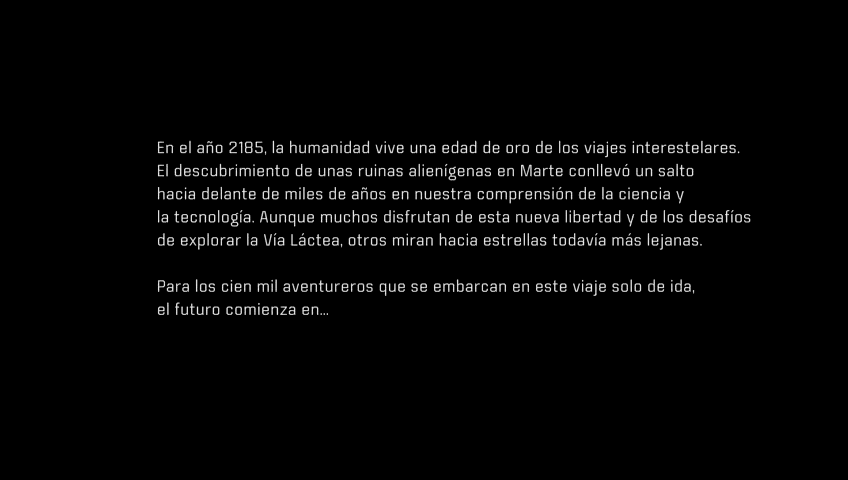 En el año 2185, la humanidad vive una edad de oro de los viajes interestelares.
El descubrimiento de unas ruinas alienígenas en Marte conllevó un salto
hacia delante de miles de años en nuestra comprensión de la ciencia y
la tecnología. Aunque muchos disfrutan de esta nueva libertad y de los desafíos
de explorar la Vía Láctea, otros miran hacia estrellas todavía más lejanas.

Para los cien mil aventureros que se embarcan en este viaje solo de ida,
el futuro comienza en...